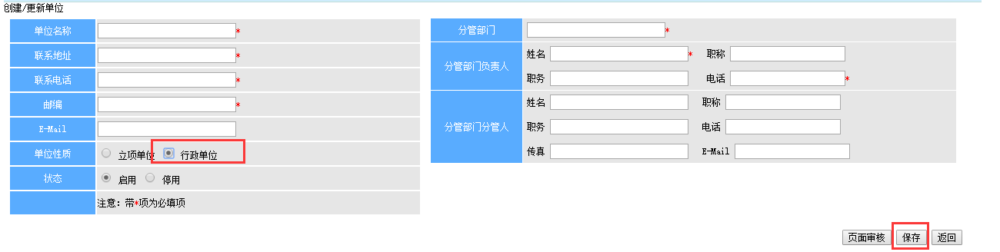 创建/更新单位
单位名称 *
联系地址 *
联系电话 *
邮编 *
E-Mail
单位性质 立项单位 行政单位
状态 启用 停用
注意：带*项为必填项
分管部门 *
分管部门负责人
姓名 * 职称
职务 电话 *
分管部门分管人
姓名 职称
职务 电话
传真 E-Mail
页面审核 保存 返回